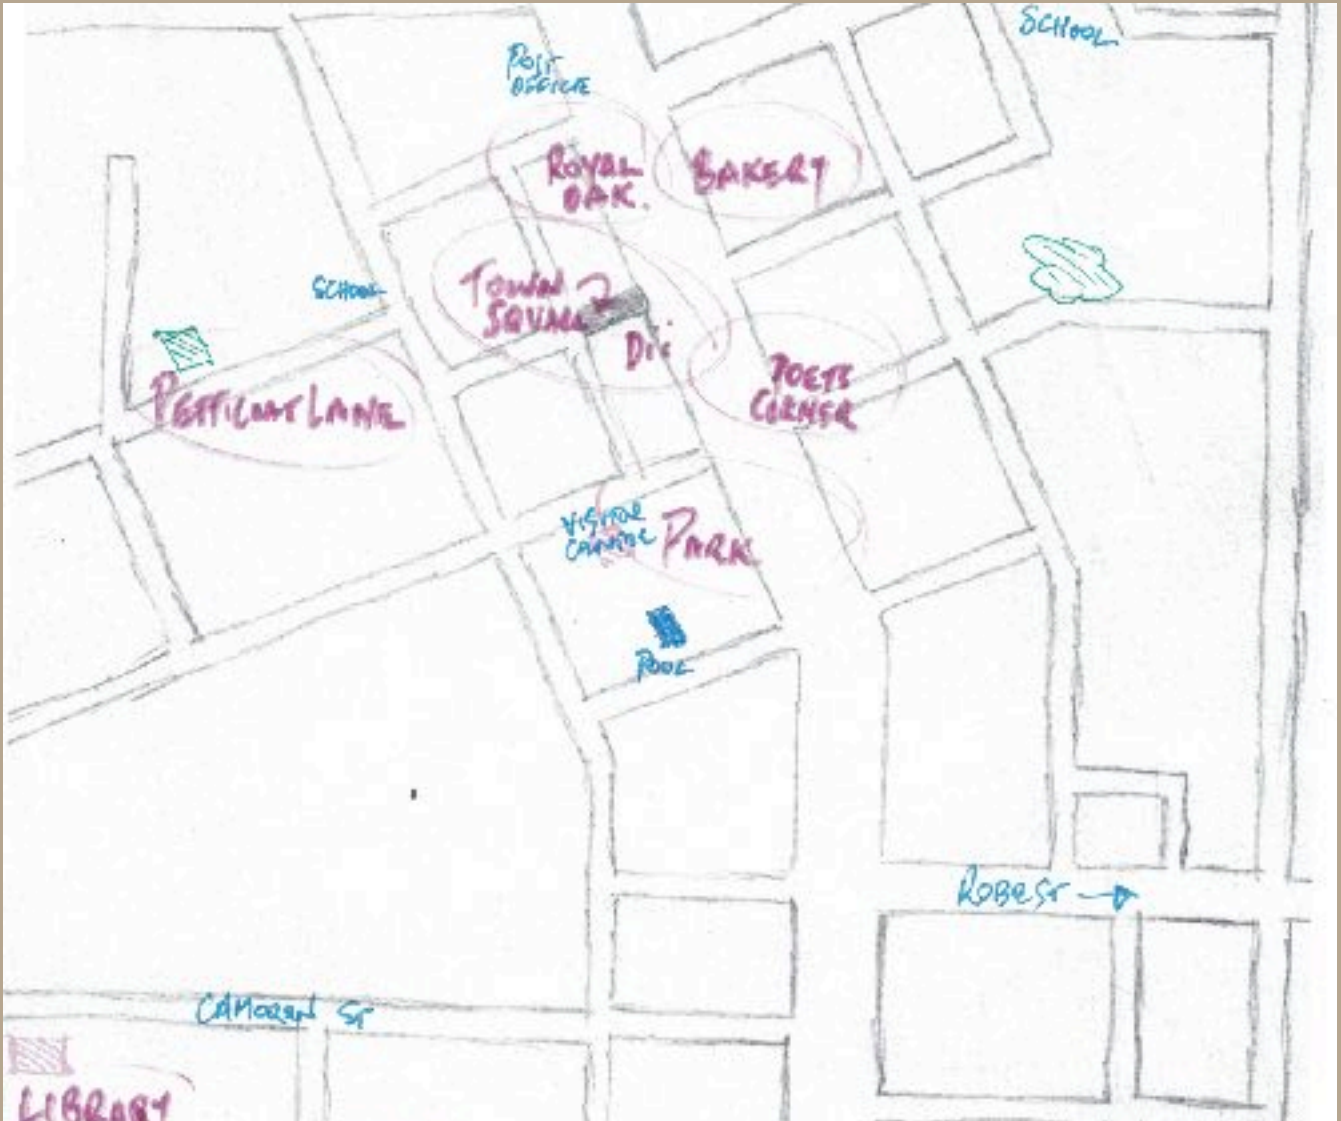 SCHOOL
POST
OFFICE
ROYAL
OAK.
BAKERY
SCHOOL
TOWN
SQUARE
POETS
CORNER
PETTICOAT LANE
VISITOR
CENTRE
PARK
POOL
ROBE ST
CAMERON ST
LIBRARY